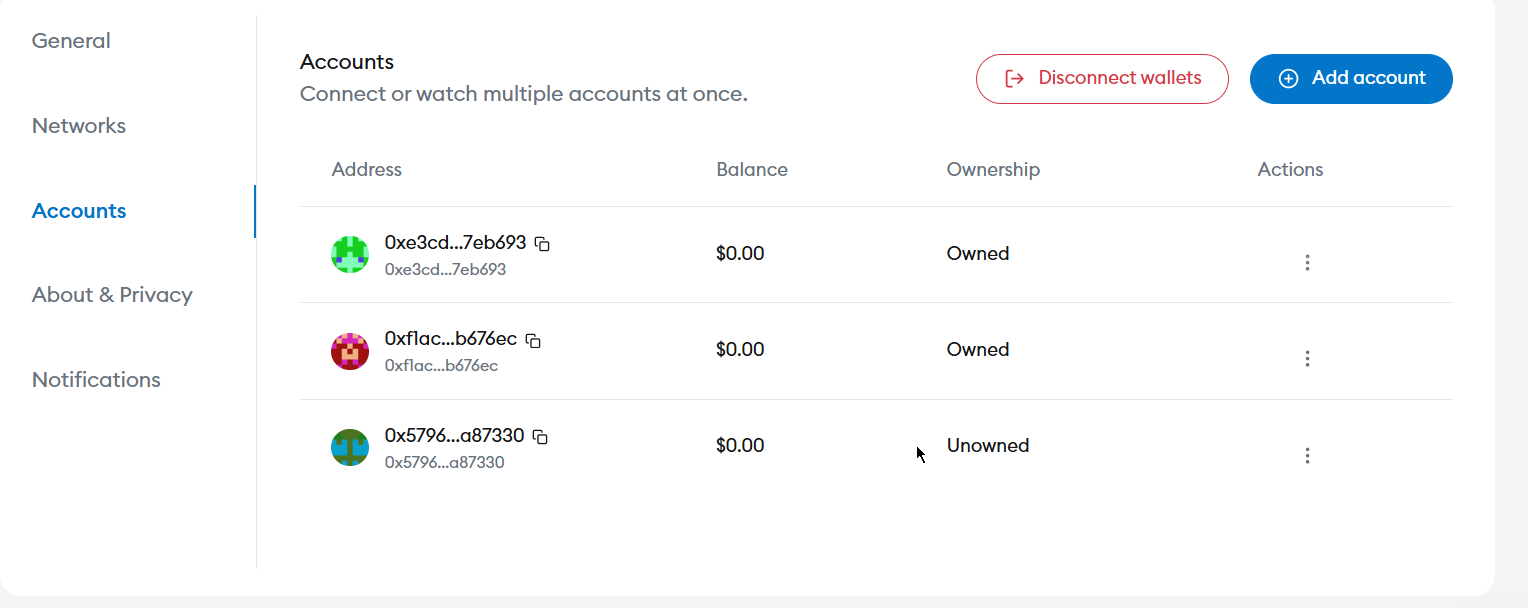 General
Networks
Accounts
About & Privacy
Notifications
Accounts
Connect or watch multiple accounts at once.
Disconnect wallets
Add account
Address Balance Ownership Actions
0xe3cd...7eb693
0xe3cd...7eb693
$0.00
Owned
0xf1ac...b676ec
0xf1ac...b676ec
$0.00
Owned
0x5796...a87330
0x5796...a87330
$0.00
Unowned